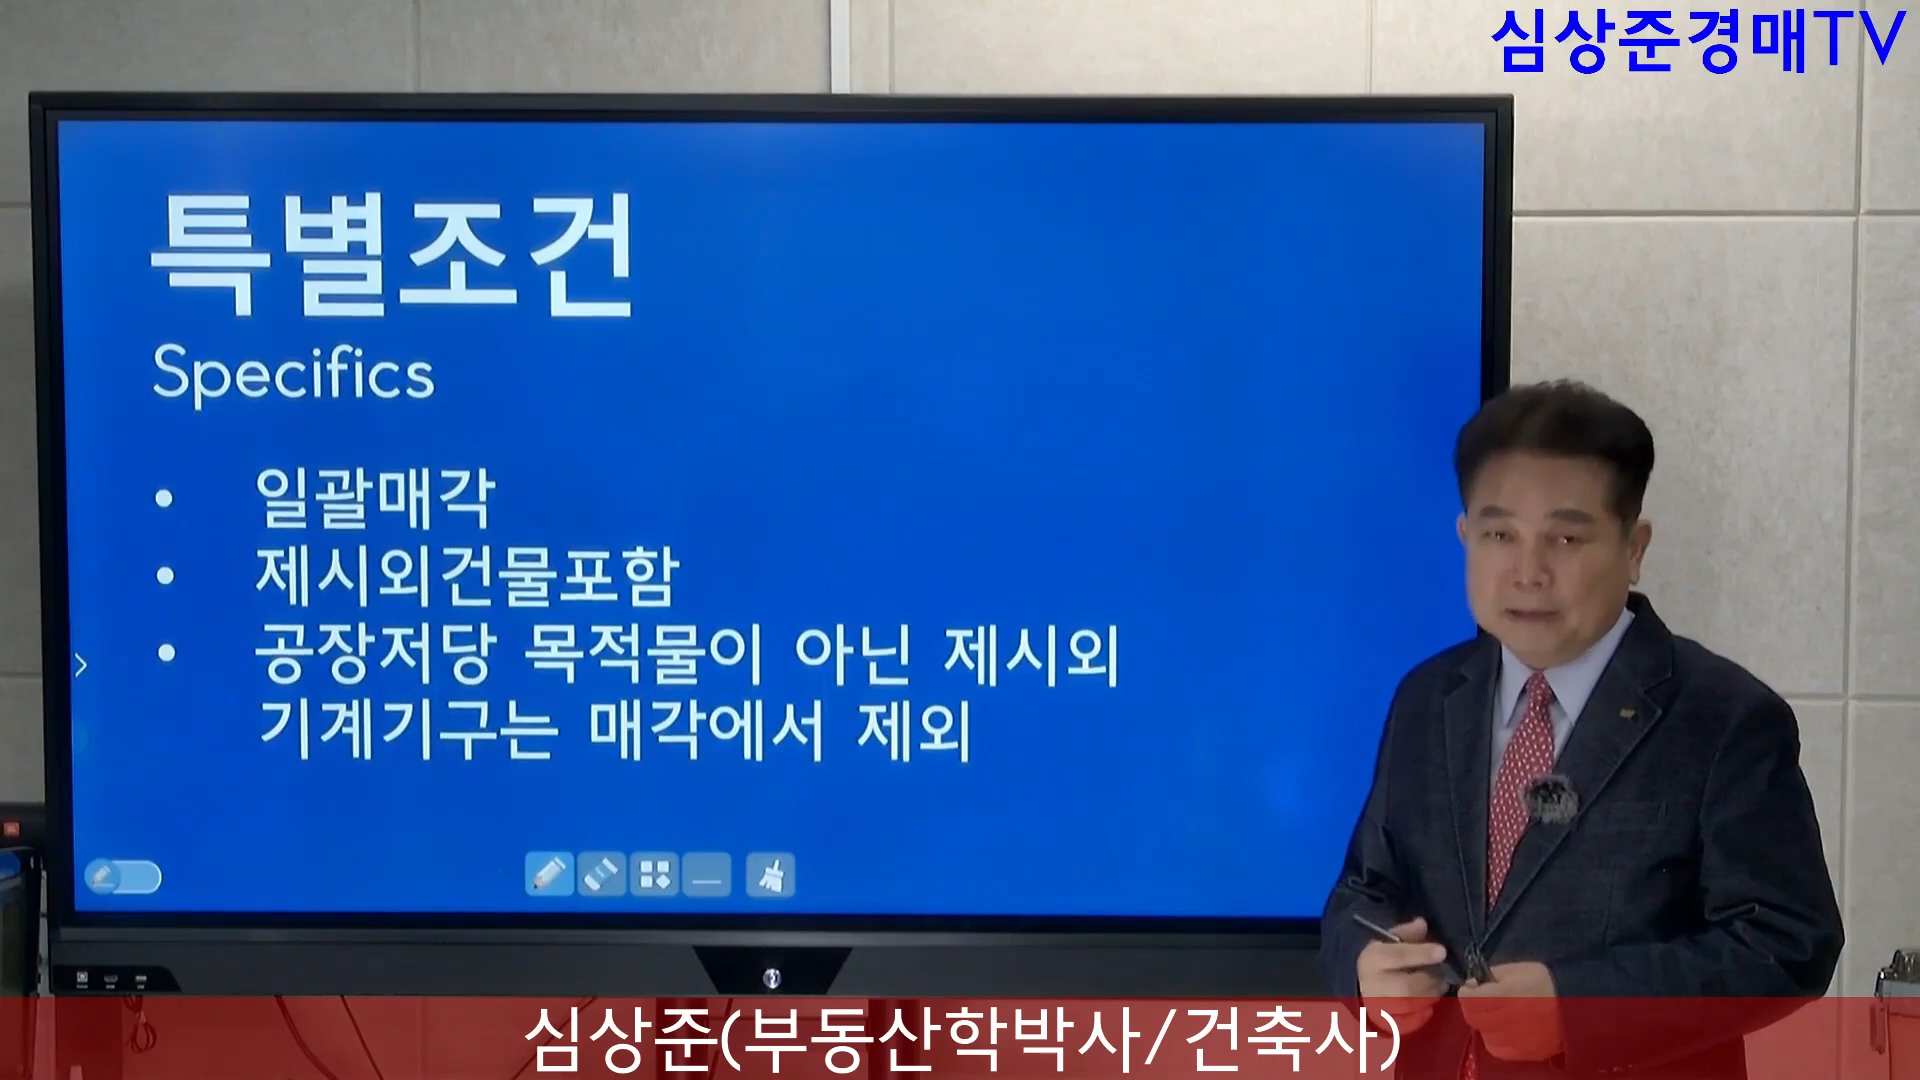 심상준경매TV
특별조건
Specifics
• 일괄매각
• 제시외건물포함
• 공장저당 목적물이 아닌 제시외
기계기구는 매각에서 제외
심상준(부동산학박사/건축사)